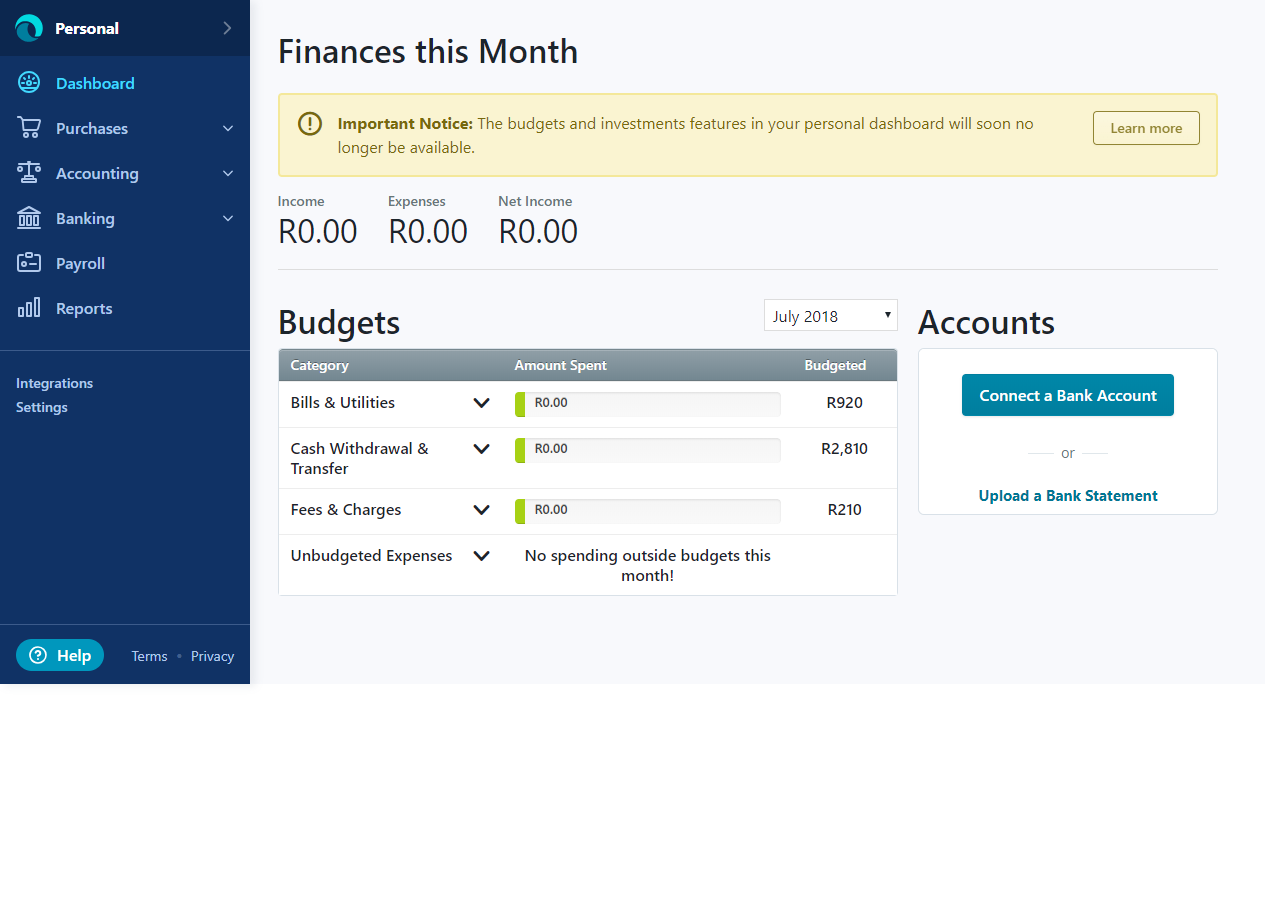 Personal
Dashboard
Purchases
Accounting
Banking
Payroll
Reports
Integrations
Settings
Help
Terms • Privacy
Finances this Month
Important Notice: The budgets and investments features in your personal dashboard will soon no
longer be available.
Learn more
Income Expenses Net Income
R0.00 R0.00 R0.00
Budgets
July 2018
Category Amount Spent Budgeted
Bills & Utilities R0.00 R920
Cash Withdrawal & R0.00 R2,810
Transfer
Fees & Charges R0.00 R210
Unbudgeted Expenses No spending outside budgets this
month!
Accounts
Connect a Bank Account
or
Upload a Bank Statement